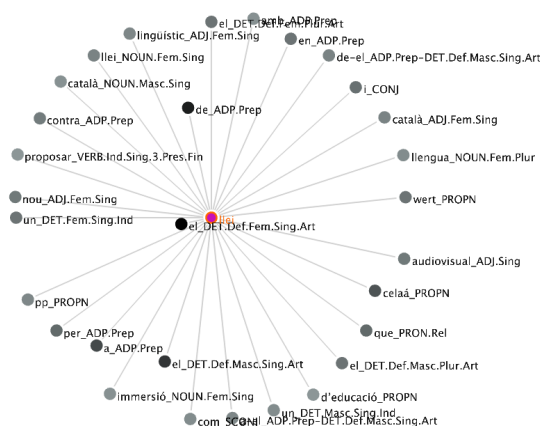 el_DET.Def.Fem.Plur.Art
amb_ADP.Prep
lingüístic_ADJ.Fem.Sing
en_ADP.Prep
llei_NOUN.Fem.Sing
de-el_ADP.Prep-DET.Def.Masc.Sing.Art
català_NOUN.Masc.Sing
i_CONJ
de_ADP.Prep
contra_ADP.Prep
català_ADJ.Fem.Sing
proposar_VERB.Ind.Sing.3.Pres.Fin
llengua_NOUN.Fem.Plur
nou_ADJ.Fem.Sing
wert_PROPN
un_DET.Fem.Sing.Ind
llei
el_DET.Def.Fem.Sing.Art
audiovisual_ADJ.Sing
celaá_PROPN
pp_PROPN
per_ADP.Prep
que_PRON.Rel
a_ADP.Prep
el_DET.Def.Masc.Sing.Art
el_DET.Def.Masc.Plur.Art
immersió_NOUN.Fem.Sing
d'educació_PROPN
un_DET.Masc.Sing.Ind
com_SCONJ
el_ADP.Prep-DET.Def.Masc.Sing.Art